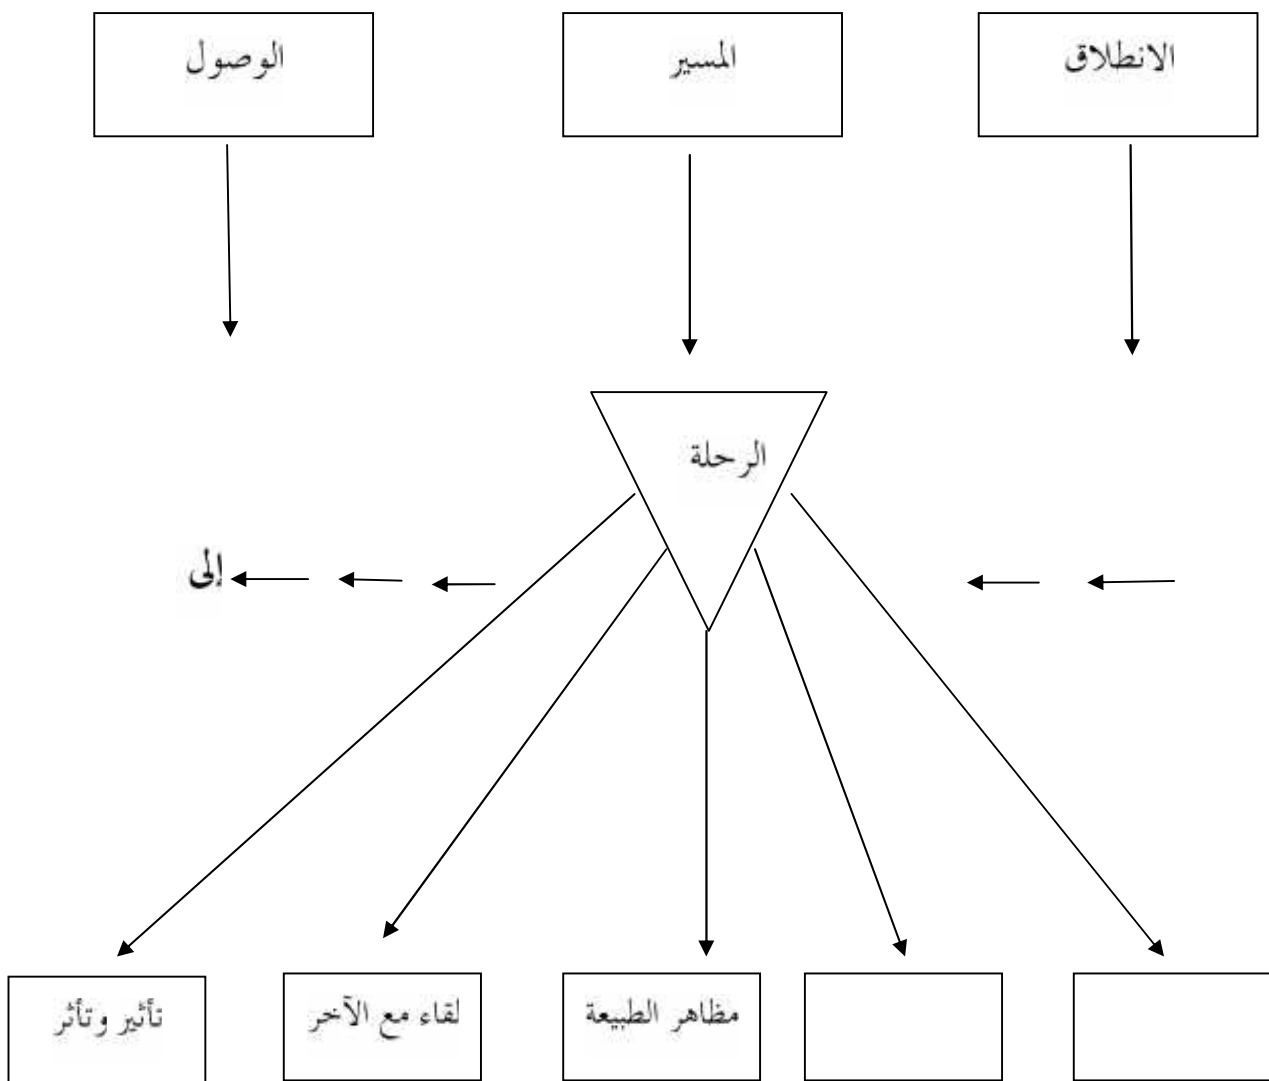 الانطلاق
المسير
الوصول
الرحلة
إلى
مظاهر الطبيعة
لقاء مع الآخر
تأثير وتأثر